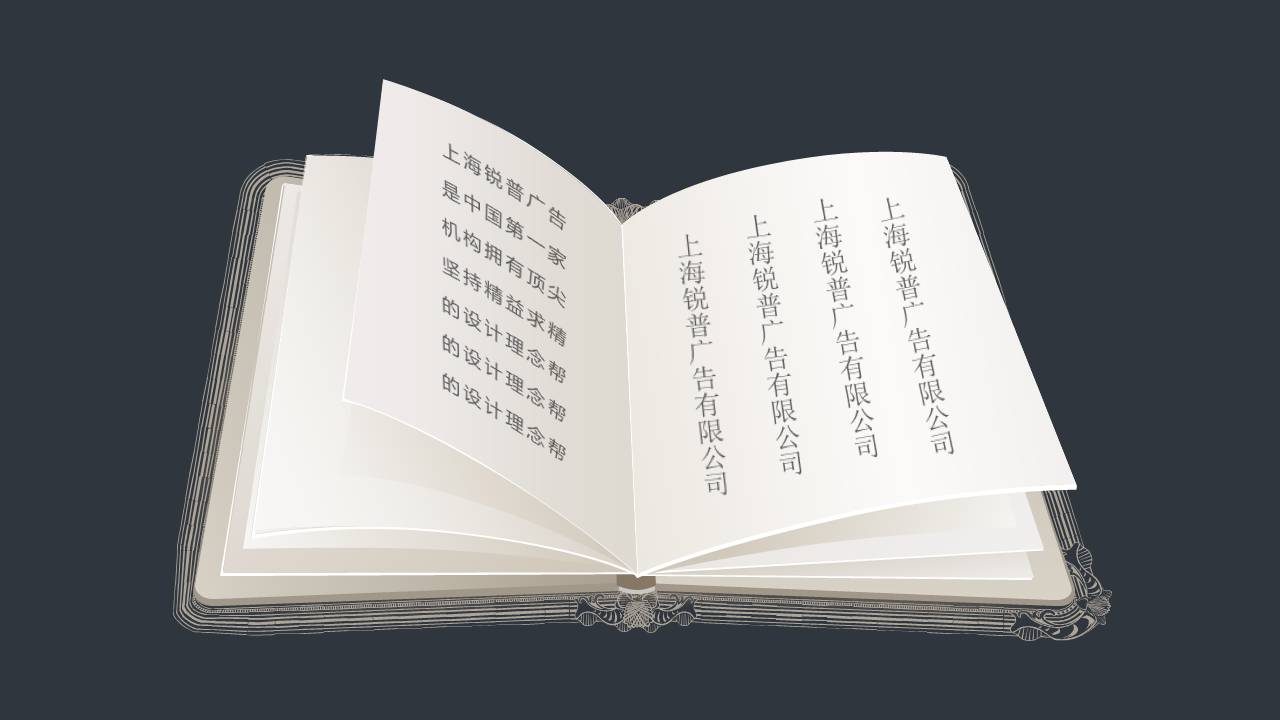 上海锐普广告
是中国第一家
机构拥有顶尖
坚持精益求精
的设计理念帮
的设计理念帮
的设计理念帮
上海锐普广告有限公司
上海锐普广告有限公司
上海锐普广告有限公司
上海锐普广告有限公司